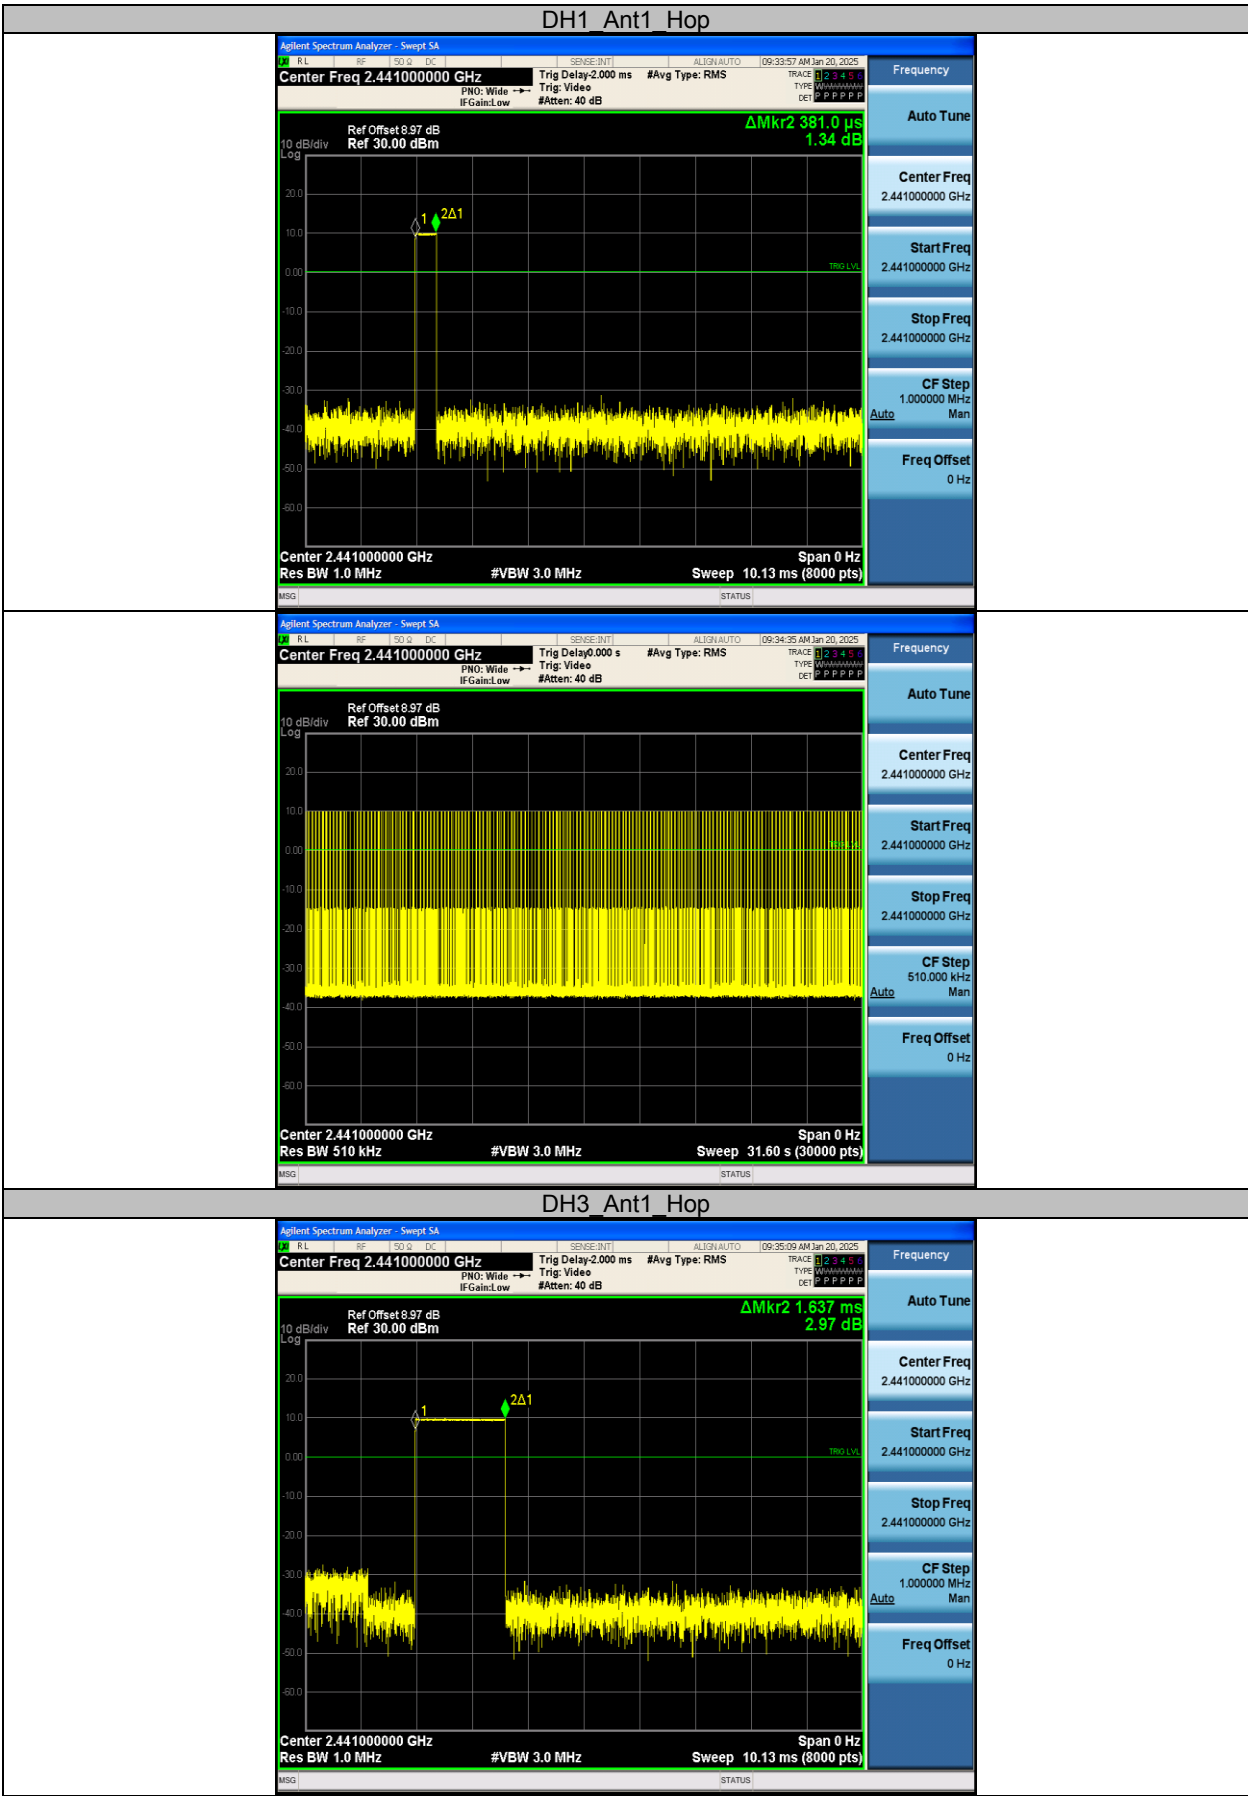 DH1_Ant1_Hop
Agilent Spectrum Analyzer - Swept SA
LXI RL RF 50 Ω DC SENSE:INT ALIGN AUTO 09:33:57 AM Jan 20, 2025
Center Freq 2.441000000 GHz
PNO: Wide
IFGain:Low
Trig Delay-2.000 ms
Trig: Video
#Atten: 40 dB
#Avg Type: RMS
TRACE 1 2 3 4 5 6
TYPE
DET P P P P P P
ΔMkr2 381.0 µs
1.34 dB
Ref Offset 8.97 dB
10 dB/div Ref 30.00 dBm
Log
20.0
1 2Δ1
10.0
0.00
TRIG LVL
-10.0
-20.0
-30.0
-40.0
-50.0
-60.0
Center 2.441000000 GHz Span 0 Hz
Res BW 1.0 MHz #VBW 3.0 MHz Sweep 10.13 ms (8000 pts)
MSG STATUS
Frequency
Auto Tune
Center Freq
2.441000000 GHz
Start Freq
2.441000000 GHz
Stop Freq
2.441000000 GHz
CF Step
1.000000 MHz
Auto Man
Freq Offset
0 Hz
Agilent Spectrum Analyzer - Swept SA
LXI RL RF 50 Ω DC SENSE:INT ALIGN AUTO 09:34:35 AM Jan 20, 2025
Center Freq 2.441000000 GHz
PNO: Wide
IFGain:Low
Trig Delay0.000 s
Trig: Video
#Atten: 40 dB
#Avg Type: RMS
TRACE 1 2 3 4 5 6
TYPE
DET P P P P P P
Ref Offset 8.97 dB
10 dB/div Ref 30.00 dBm
Log
20.0
10.0
0.00
-10.0
-20.0
-30.0
-40.0
-50.0
-60.0
Center 2.441000000 GHz Span 0 Hz
Res BW 510 kHz #VBW 3.0 MHz Sweep 31.60 s (30000 pts)
MSG STATUS
Frequency
Auto Tune
Center Freq
2.441000000 GHz
Start Freq
2.441000000 GHz
Stop Freq
2.441000000 GHz
CF Step
510.000 kHz
Auto Man
Freq Offset
0 Hz
DH3_Ant1_Hop
Agilent Spectrum Analyzer - Swept SA
LXI RL RF 50 Ω DC SENSE:INT ALIGN AUTO 09:35:09 AM Jan 20, 2025
Center Freq 2.441000000 GHz
PNO: Wide
IFGain:Low
Trig Delay-2.000 ms
Trig: Video
#Atten: 40 dB
#Avg Type: RMS
TRACE 1 2 3 4 5 6
TYPE
DET P P P P P P
ΔMkr2 1.637 ms
2.97 dB
Ref Offset 8.97 dB
10 dB/div Ref 30.00 dBm
Log
20.0
1 2Δ1
10.0
0.00
TRIG LVL
-10.0
-20.0
-30.0
-40.0
-50.0
-60.0
Center 2.441000000 GHz Span 0 Hz
Res BW 1.0 MHz #VBW 3.0 MHz Sweep 10.13 ms (8000 pts)
MSG STATUS
Frequency
Auto Tune
Center Freq
2.441000000 GHz
Start Freq
2.441000000 GHz
Stop Freq
2.441000000 GHz
CF Step
1.000000 MHz
Auto Man
Freq Offset
0 Hz